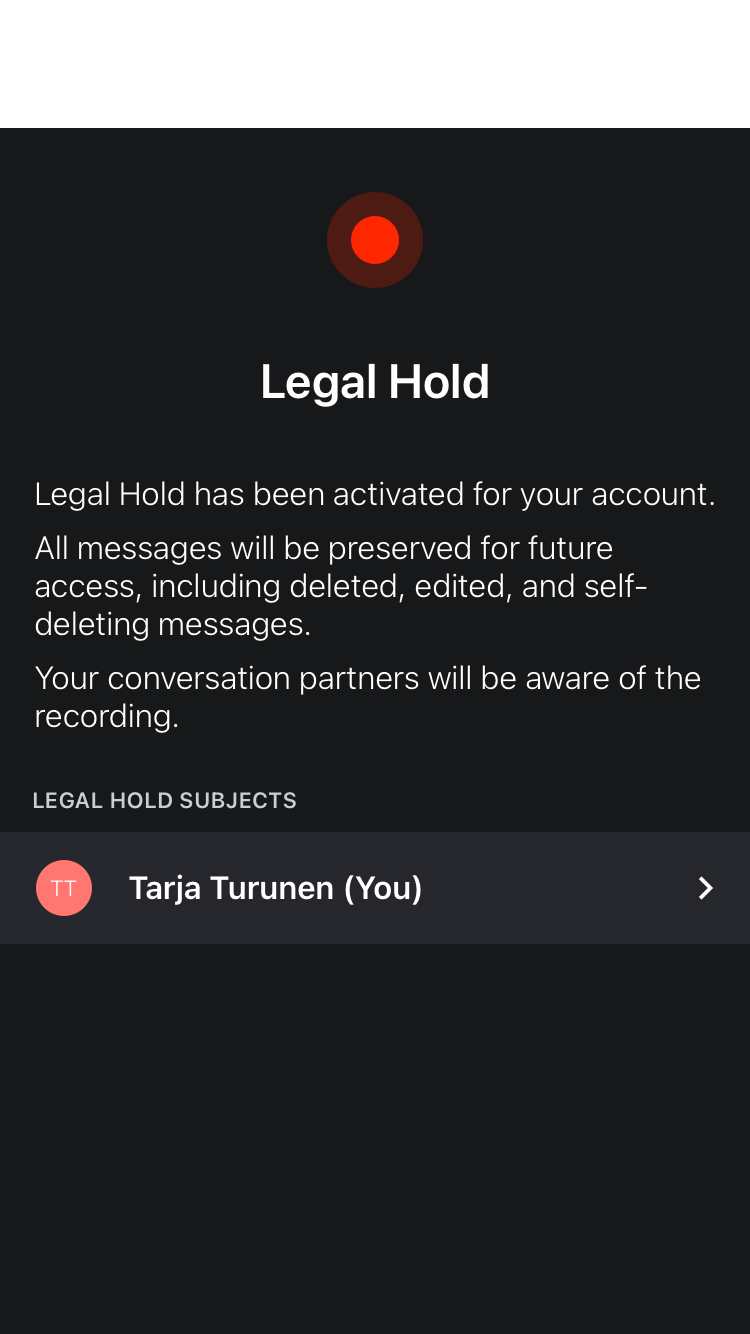 Legal Hold
Legal Hold has been activated for your account.
All messages will be preserved for future
access, including deleted, edited, and self-
deleting messages.
Your conversation partners will be aware of the
recording.
LEGAL HOLD SUBJECTS
TT Tarja Turunen (You)